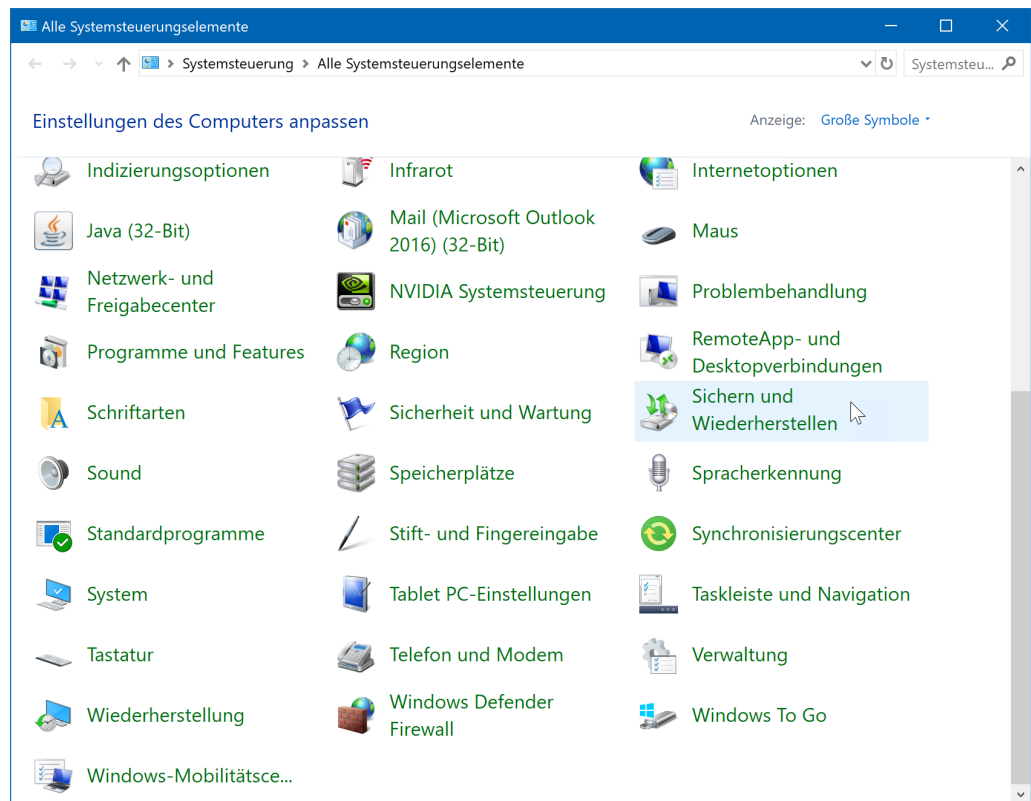 Alle Systemsteuerungselemente
Systemsteuerung > Alle Systemsteuerungselemente
Systemsteu...
Einstellungen des Computers anpassen
Anzeige: Große Symbole
Indizierungsoptionen
Infrarot
Internetoptionen
Java (32-Bit)
Mail (Microsoft Outlook
2016) (32-Bit)
Maus
Netzwerk- und
Freigabecenter
NVIDIA Systemsteuerung
Problembehandlung
Programme und Features
Region
RemoteApp- und
Desktopverbindungen
Schriftarten
Sicherheit und Wartung
Sichern und
Wiederherstellen
Sound
Speicherplätze
Spracherkennung
Standardprogramme
Stift- und Fingereingabe
Synchronisierungscenter
System
Tablet PC-Einstellungen
Taskleiste und Navigation
Tastatur
Telefon und Modem
Verwaltung
Wiederherstellung
Windows Defender
Firewall
Windows To Go
Windows-Mobilitätsce...